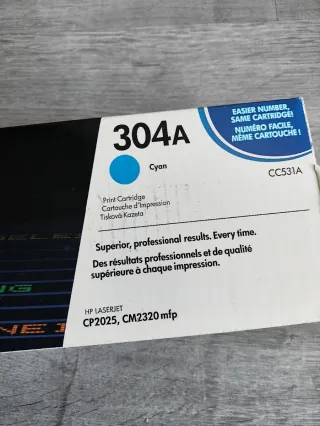 EASIER NUMBER,
SAME CARTRIDGE!
NUMÉRO FACILE,
MÊME CARTOUCHE !
304A
Cyan
CC531A
Print Cartridge
Cartouche d'Impression
Tisková Kazeta
Superior, professional results. Every time.
Des résultats professionnels et de qualité
supérieure à chaque impression.
HP LASERJET
CP2025, CM2320 mfp